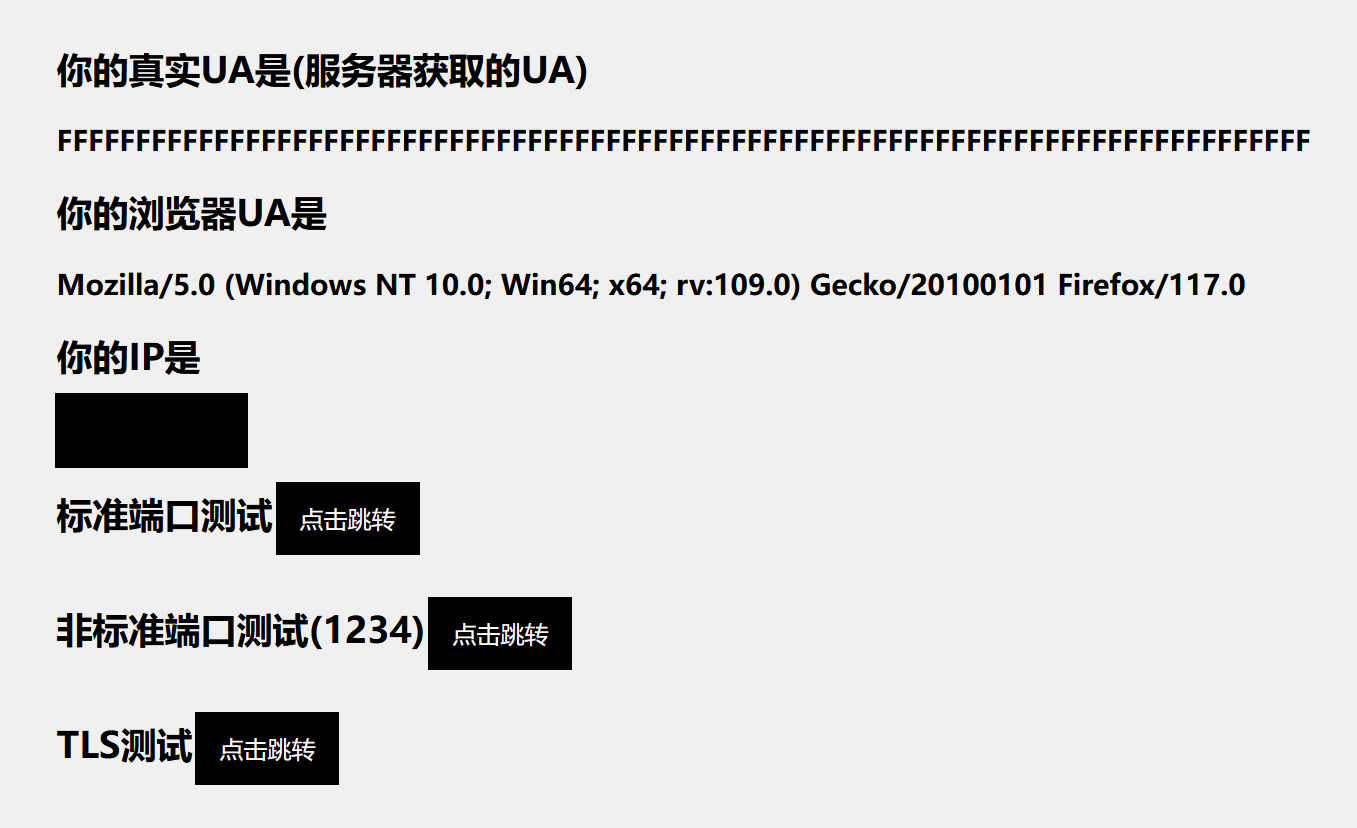 你的真实UA是(服务器获取的UA)
FFFFFFFFFFFFFFFFFFFFFFFFFFFFFFFFFFFFFFFFFFFFFFFFFFFFFFFFFFFFFFFFFFFFFFFFFFFFFFFF
你的浏览器UA是
Mozilla/5.0 (Windows NT 10.0; Win64; x64; rv:109.0) Gecko/20100101 Firefox/117.0
你的IP是
标准端口测试 点击跳转
非标准端口测试(1234) 点击跳转
TLS测试 点击跳转